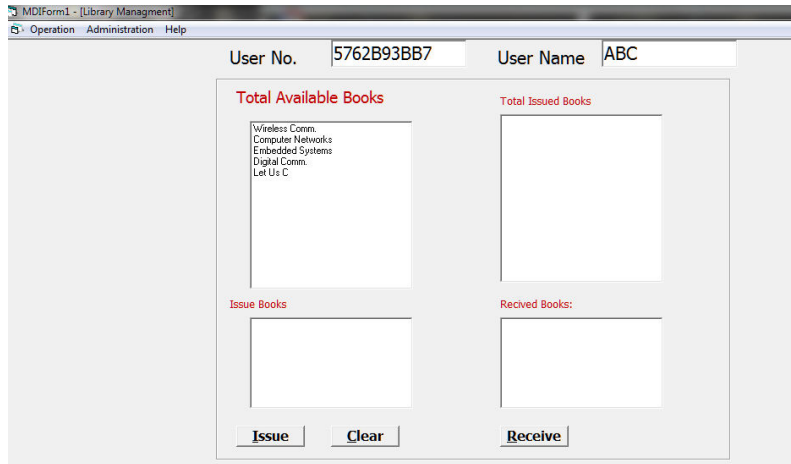 MDIForm1 - [Library Managment]
Operation Administration Help
User No. 5762B93BB7 User Name ABC
Total Available Books Total Issued Books
Wireless Comm.
Computer Networks
Embedded Systems
Digital Comm.
Let Us C
Issue Books Recived Books:
Issue Clear Receive